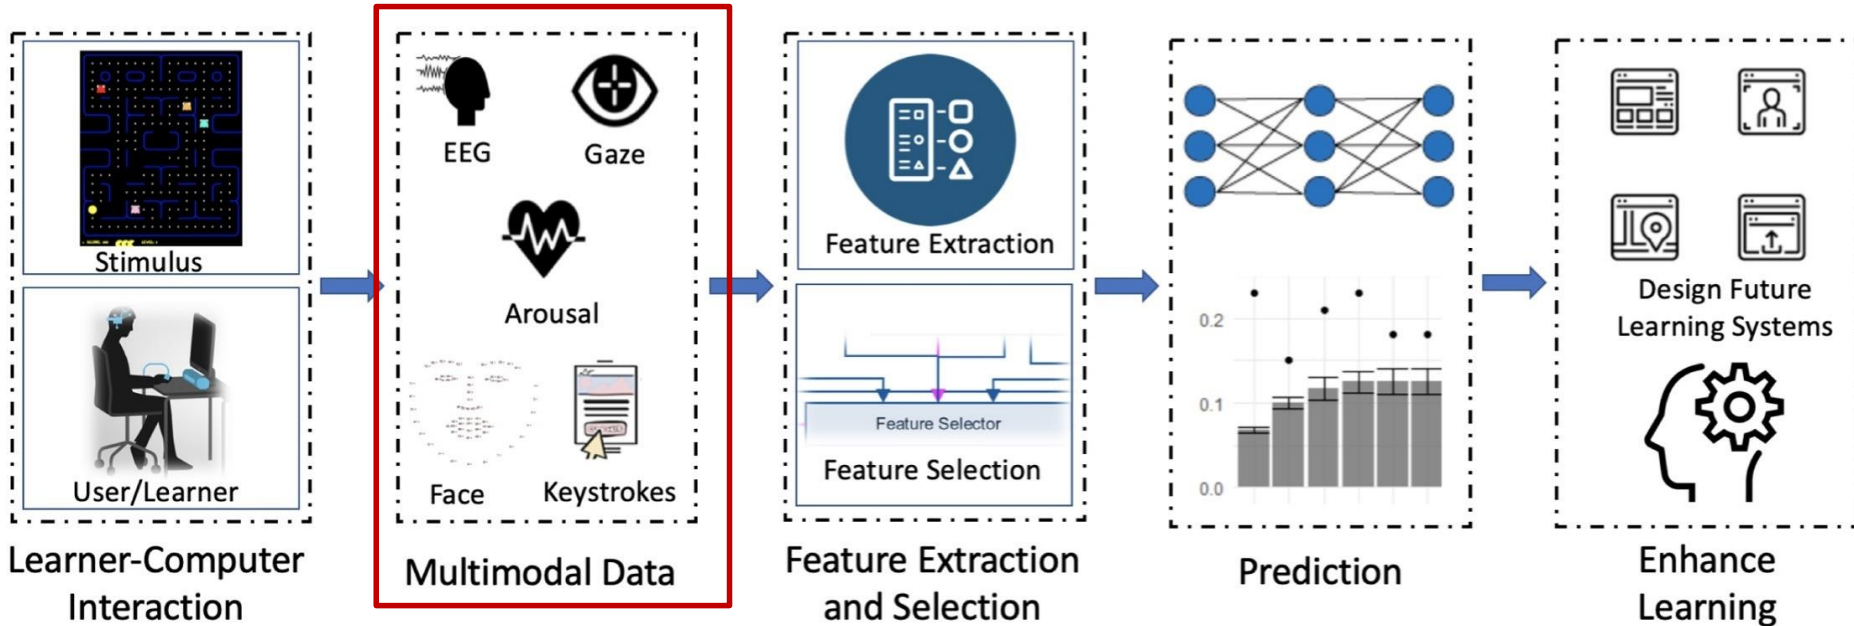 Stimulus
User/Learner
Learner-Computer
Interaction
EEG
Gaze
Arousal
Face
Keystrokes
Multimodal Data
Feature Extraction
Feature Selector
Feature Selection
Feature Extraction
and Selection
0.2
0.1
0.0
Prediction
Design Future
Learning Systems
Enhance
Learning